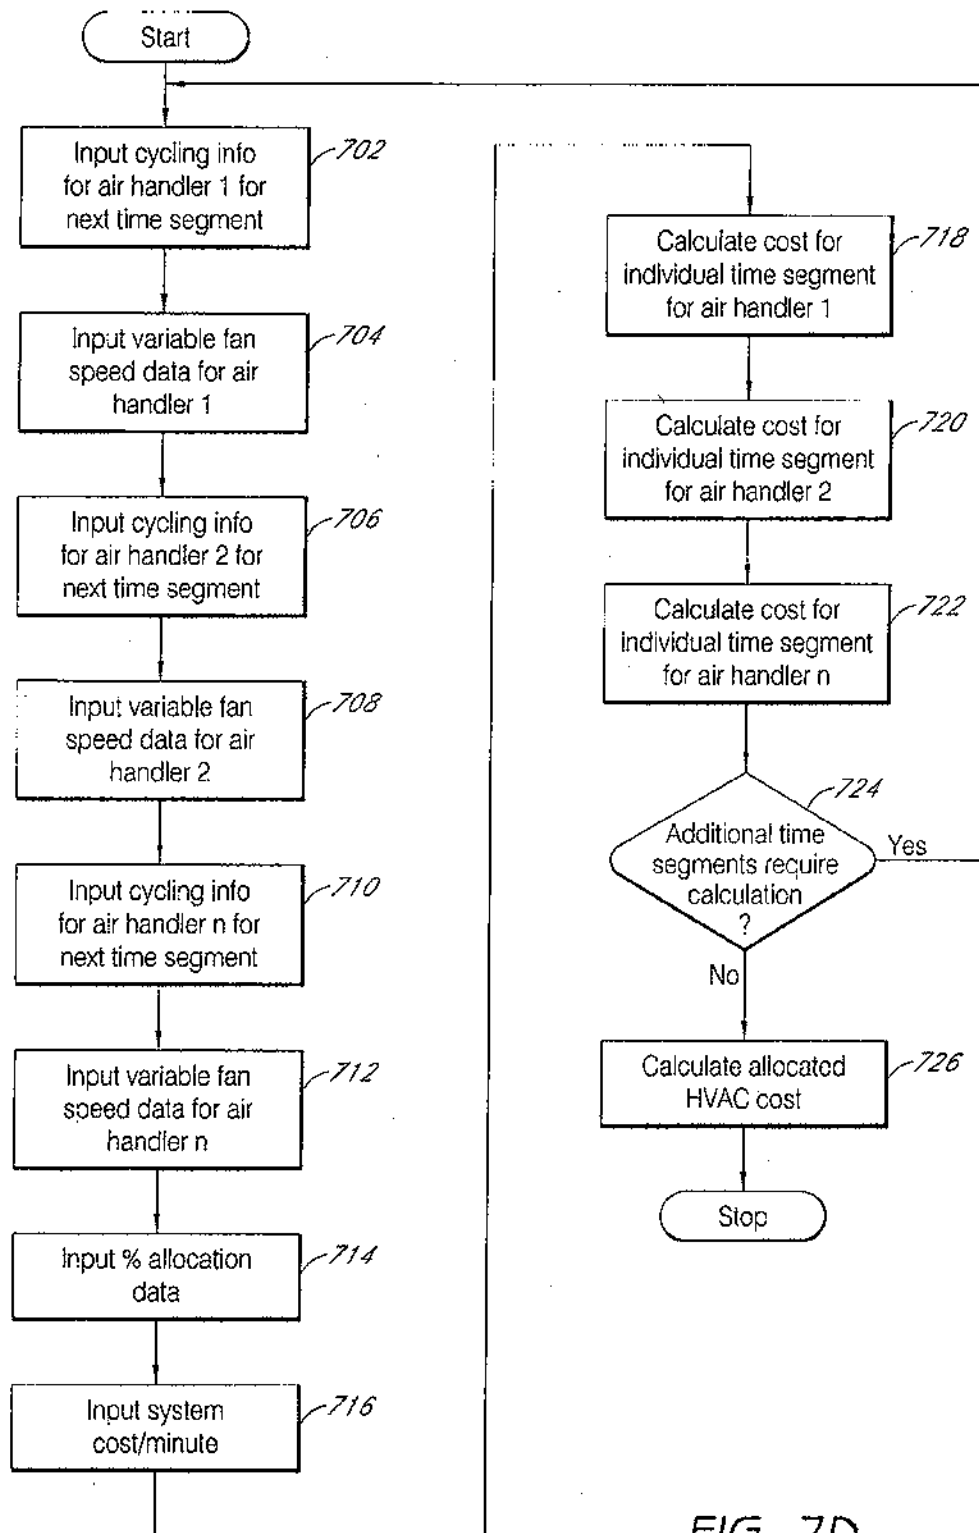 Start
Input cycling info
for air handler 1 for
next time segment
702
Input variable fan
speed data for air
handler 1
704
Input cycling info
for air handler 2 for
next time segment
706
Input variable fan
speed data for air
handler 2
708
Input cycling info
for air handler n for
next time segment
710
Input variable fan
speed data for air
handler n
712
Input % allocation
data
714
Input system
cost/minute
716
Calculate cost for
individual time segment
for air handler 1
718
Calculate cost for
individual time segment
for air handler 2
720
Calculate cost for
individual time segment
for air handler n
722
724
Additional time
segments require
calculation
?
Yes
No
Calculate allocated
HVAC cost
726
Stop
FIG. 7D